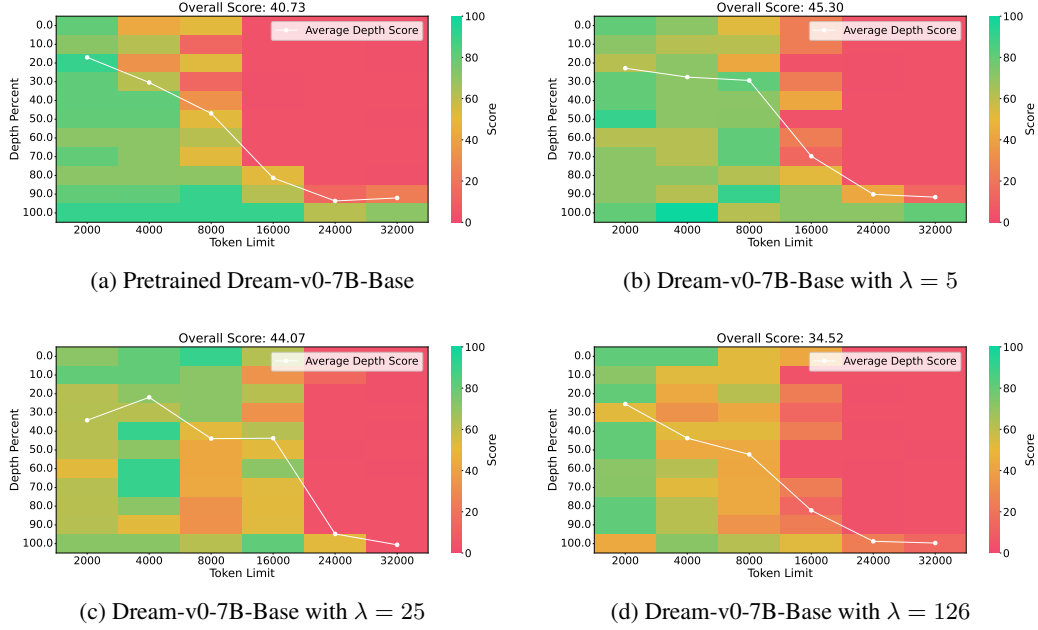 Overall Score: 40.73
Average Depth Score
Depth Percent
0.0
10.0
20.0
30.0
40.0
50.0
60.0
70.0
80.0
90.0
100.0
2000 4000 8000 16000 24000 32000
Token Limit
100
80
60
40
20
0
Score
(a) Pretrained Dream-v0-7B-Base
Overall Score: 45.30
Average Depth Score
Depth Percent
0.0
10.0
20.0
30.0
40.0
50.0
60.0
70.0
80.0
90.0
100.0
2000 4000 8000 16000 24000 32000
Token Limit
100
80
60
40
20
0
Score
(b) Dream-v0-7B-Base with λ = 5
Overall Score: 44.07
Average Depth Score
Depth Percent
0.0
10.0
20.0
30.0
40.0
50.0
60.0
70.0
80.0
90.0
100.0
2000 4000 8000 16000 24000 32000
Token Limit
100
80
60
40
20
0
Score
(c) Dream-v0-7B-Base with λ = 25
Overall Score: 34.52
Average Depth Score
Depth Percent
0.0
10.0
20.0
30.0
40.0
50.0
60.0
70.0
80.0
90.0
100.0
2000 4000 8000 16000 24000 32000
Token Limit
100
80
60
40
20
0
Score
(d) Dream-v0-7B-Base with λ = 126